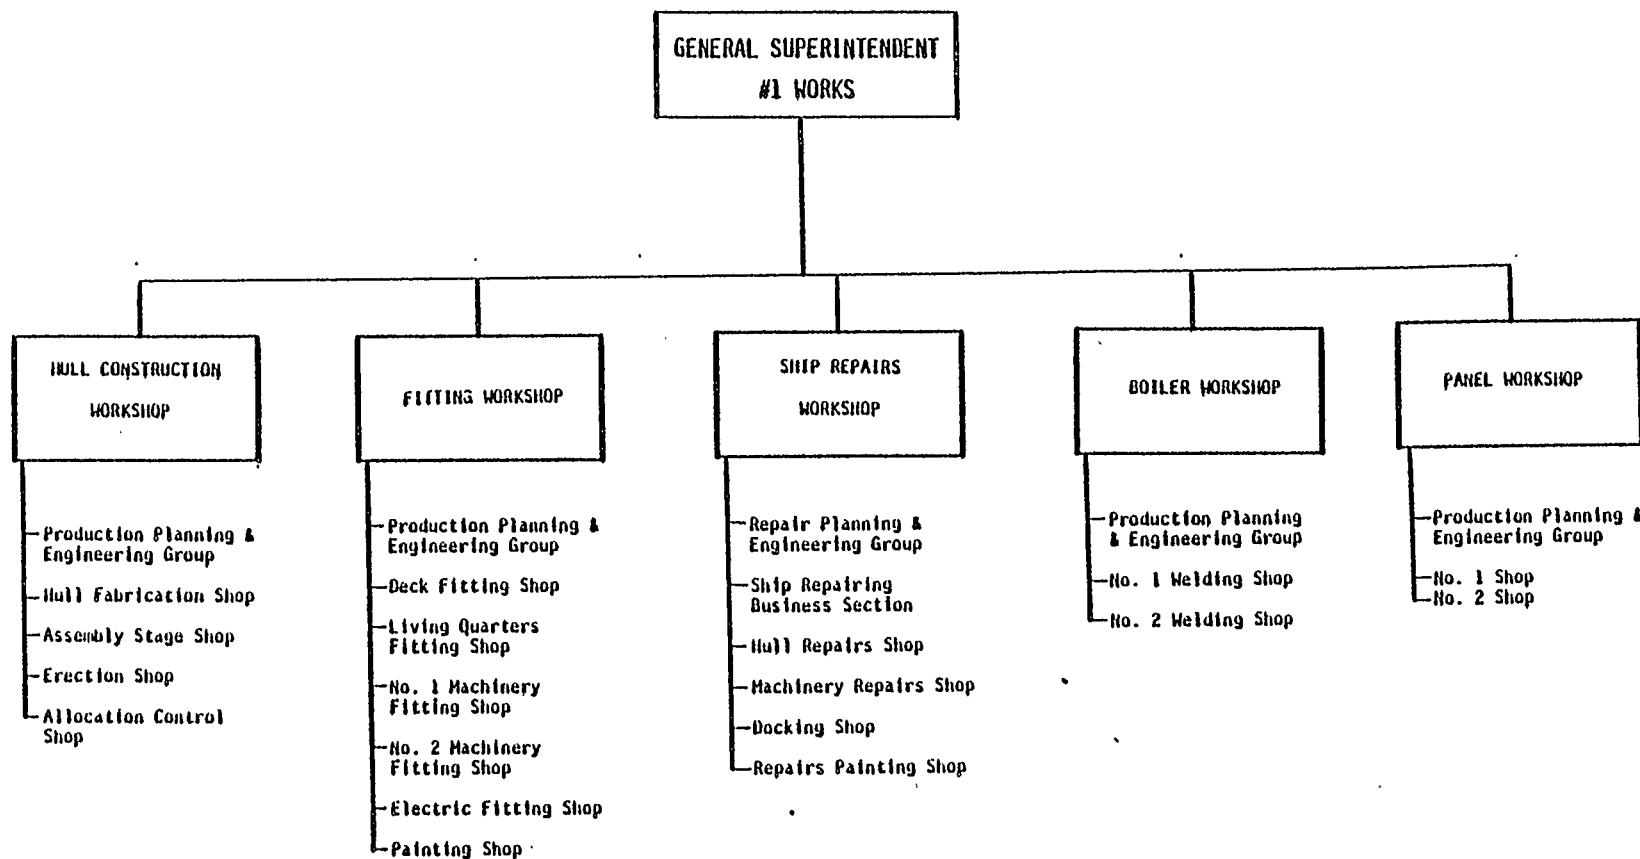 GENERAL SUPERINTENDENT
#1 WORKS
HULL CONSTRUCTION
WORKSHOP
Production Planning &
Engineering Group
Hull Fabrication Shop
Assembly Stage Shop
Erection Shop
Allocation Control
Shop
FITTING WORKSHOP
Production Planning &
Engineering Group
Deck Fitting Shop
Living Quarters
Fitting Shop
No. 1 Machinery
Fitting Shop
No. 2 Machinery
Fitting Shop
Electric Fitting Shop
Painting Shop
SHIP REPAIRS
WORKSHOP
Repair Planning &
Engineering Group
Ship Repairing
Business Section
Hull Repairs Shop
Machinery Repairs Shop
Docking Shop
Repairs Painting Shop
BOILER WORKSHOP
Production Planning
& Engineering Group
No. 1 Welding Shop
No. 2 Welding Shop
PANEL WORKSHOP
Production Planning &
Engineering Group
No. 1 Shop
No. 2 Shop